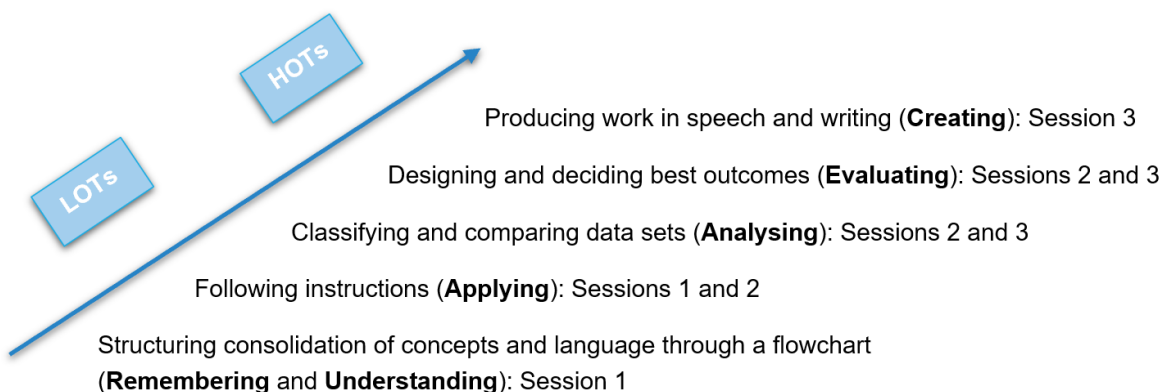 HOTs
LOTs
Producing work in speech and writing (Creating): Session 3
Designing and deciding best outcomes (Evaluating): Sessions 2 and 3
Classifying and comparing data sets (Analysing): Sessions 2 and 3
Following instructions (Applying): Sessions 1 and 2
Structuring consolidation of concepts and language through a flowchart
(Remembering and Understanding): Session 1